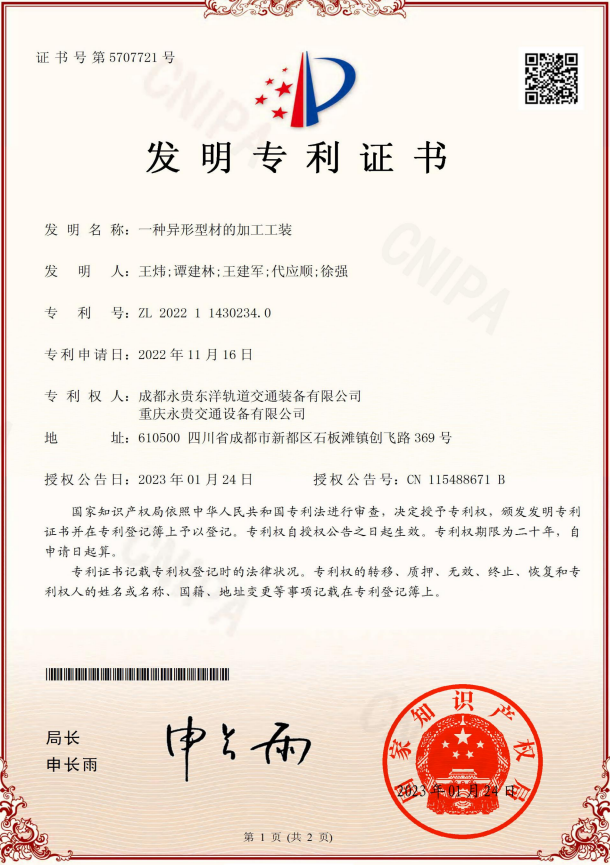 证书号第5707721号
发明专利证书
发明名称：一种异形型材的加工工装
发明人：王炜;谭建林;王建军;代应顺;徐强
专利号：ZL 2022 1 1430234.0
专利申请日：2022年11月16日
专利权人：成都永贵东洋轨道交通装备有限公司
重庆永贵交通设备有限公司
地址：610500 四川省成都市新都区石板滩镇创飞路369号
授权公告日：2023年01月24日 授权公告号：CN 115488671 B
国家知识产权局依照中华人民共和国专利法进行审查，决定授予专利权，颁发发明专利
证书并在专利登记簿上予以登记。专利权自授权公告之日起生效。专利权期限为二十年，自
申请日起算。
专利证书记载专利权登记时的法律状况。专利权的转移、质押、无效、终止、恢复和专
利权人的姓名或名称、国籍、地址变更等事项记载在专利登记簿上。
局长
申长雨
申长雨
国家知识产权局
2023年01月24日
第 1 页 (共 2 页)
CNIPA
CNIPA
CNIPA
CNIPA